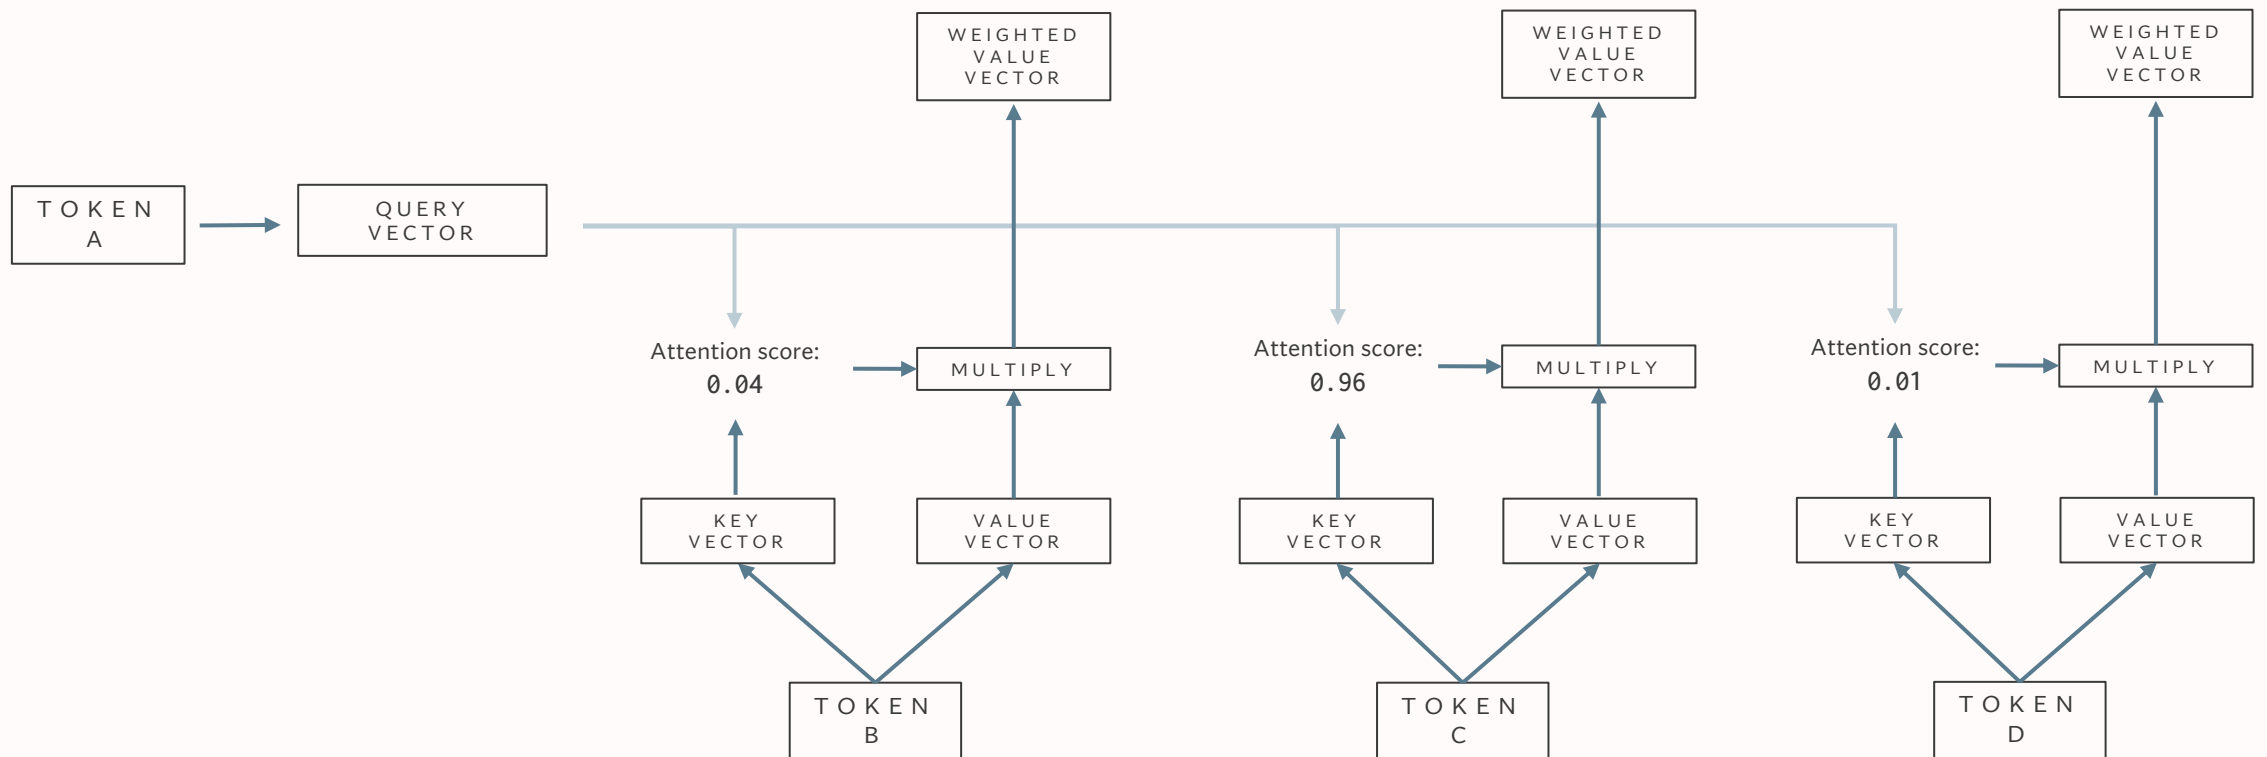 WEIGHTED
VALUE
VECTOR
WEIGHTED
VALUE
VECTOR
WEIGHTED
VALUE
VECTOR
TOKEN
A
QUERY
VECTOR
Attention score:
0.04
MULTIPLY
Attention score:
0.96
MULTIPLY
Attention score:
0.01
MULTIPLY
KEY
VECTOR
VALUE
VECTOR
KEY
VECTOR
VALUE
VECTOR
KEY
VECTOR
VALUE
VECTOR
TOKEN
B
TOKEN
C
TOKEN
D